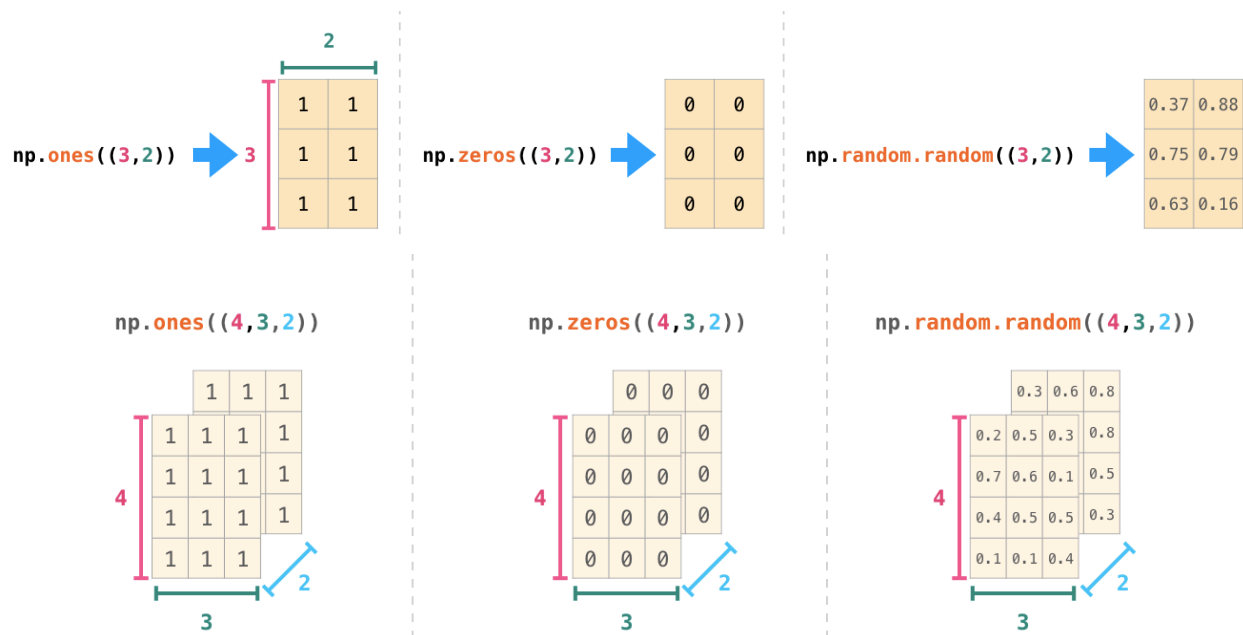 2
np.ones((3,2))
3
1 1
1 1
1 1
np.zeros((3,2))
0 0
0 0
0 0
np.random.random((3,2))
0.37 0.88
0.75 0.79
0.63 0.16
np.ones((4,3,2))
1 1 1
1 1 1 1
1 1 1 1
1 1 1 1
1 1 1
4
2
3
np.zeros((4,3,2))
0 0 0
0 0 0 0
0 0 0 0
0 0 0 0
0 0 0
4
2
3
np.random.random((4,3,2))
0.3 0.6 0.8
0.2 0.5 0.3 0.8
0.7 0.6 0.1 0.5
0.4 0.5 0.5 0.3
0.1 0.1 0.4
4
2
3